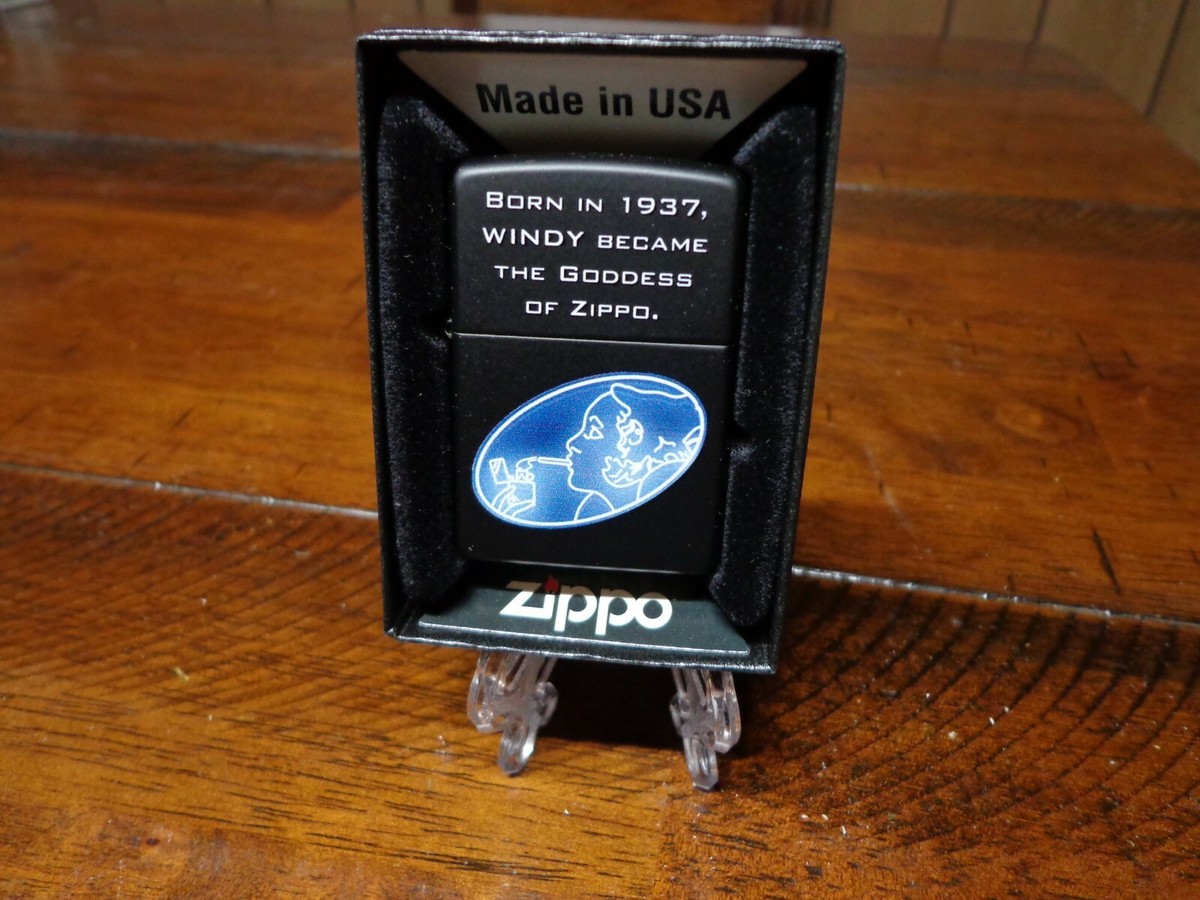 Made in USA
Born in 1937,
WINDY became
the Goddess
of Zippo.
Zippo